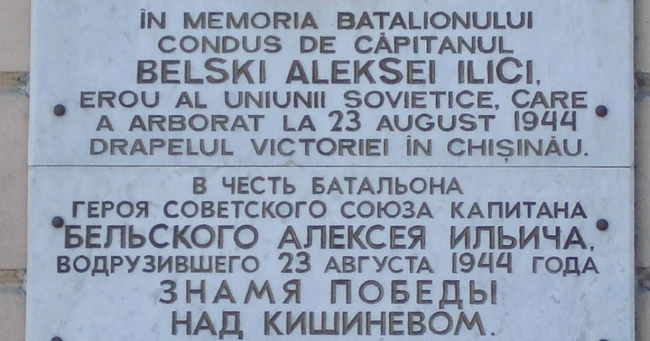 ÎN MEMORIA BATALIONULUI
CONDUS DE CĂPITANUL
BELSKI ALEKSEI ILICI,
EROU AL UNIUNII SOVIETICE, CARE
A ARBORAT LA 23 AUGUST 1944
DRAPELUL VICTORIEI ÎN CHIȘINĂU.
В ЧЕСТЬ БАТАЛЬОНА
ГЕРОЯ СОВЕТСКОГО СОЮЗА КАПИТАНА
БЕЛЬСКОГО АЛЕКСЕЯ ИЛЬИЧА,
ВОДРУЗИВШЕГО 23 АВГУСТА 1944 ГОДА
ЗНАМЯ ПОБЕДЫ
НАД КИШИНЕВОМ.